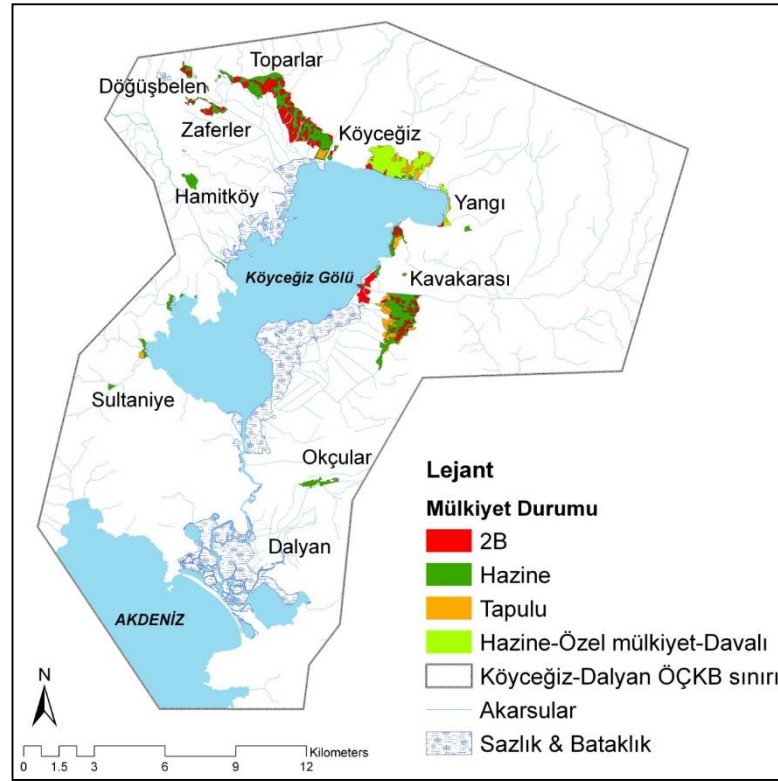 Toparlar
Döğüşbelen
Zaferler
Köyceğiz
Hamitköy
Yangı
Köyceğiz Gölü
Kavakarası
Sultaniye
Okçular
Dalyan
AKDENİZ
Lejant
Mülkiyet Durumu
2B
Hazine
Tapulu
Hazine-Özel mülkiyet-Davalı
Köyceğiz-Dalyan ÖÇKB sınırı
Akarsular
Sazlık & Bataklık
N
Kilometers
0 1.5 3 6 9 12